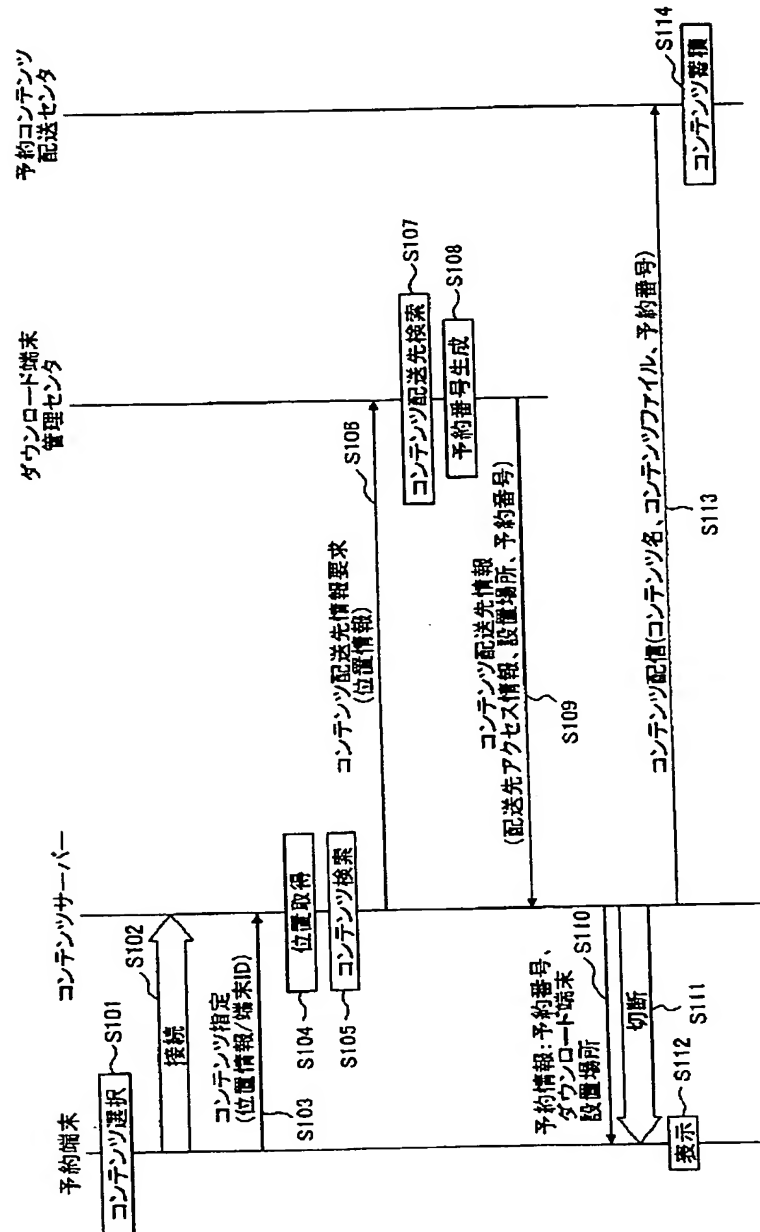 予約端末
コンテンツサーバー
ダウンロード端末
管理センタ
予約コンテンツ
配送センタ
コンテンツ選択
S101
接続
S102
コンテンツ指定
(位置情報/端末ID)
S103
位置取得
S104
コンテンツ検索
S105
コンテンツ配送先情報要求
(位置情報)
S106
コンテンツ配送先検索
S107
予約番号生成
S108
コンテンツ配送先情報
(配送先アクセス情報、設置場所、予約番号)
S109
予約情報:予約番号、
ダウンロード端末
設置場所
S110
切断
S111
表示
S112
コンテンツ配信(コンテンツ名、コンテンツファイル、予約番号)
S113
コンテンツ蓄積
S114